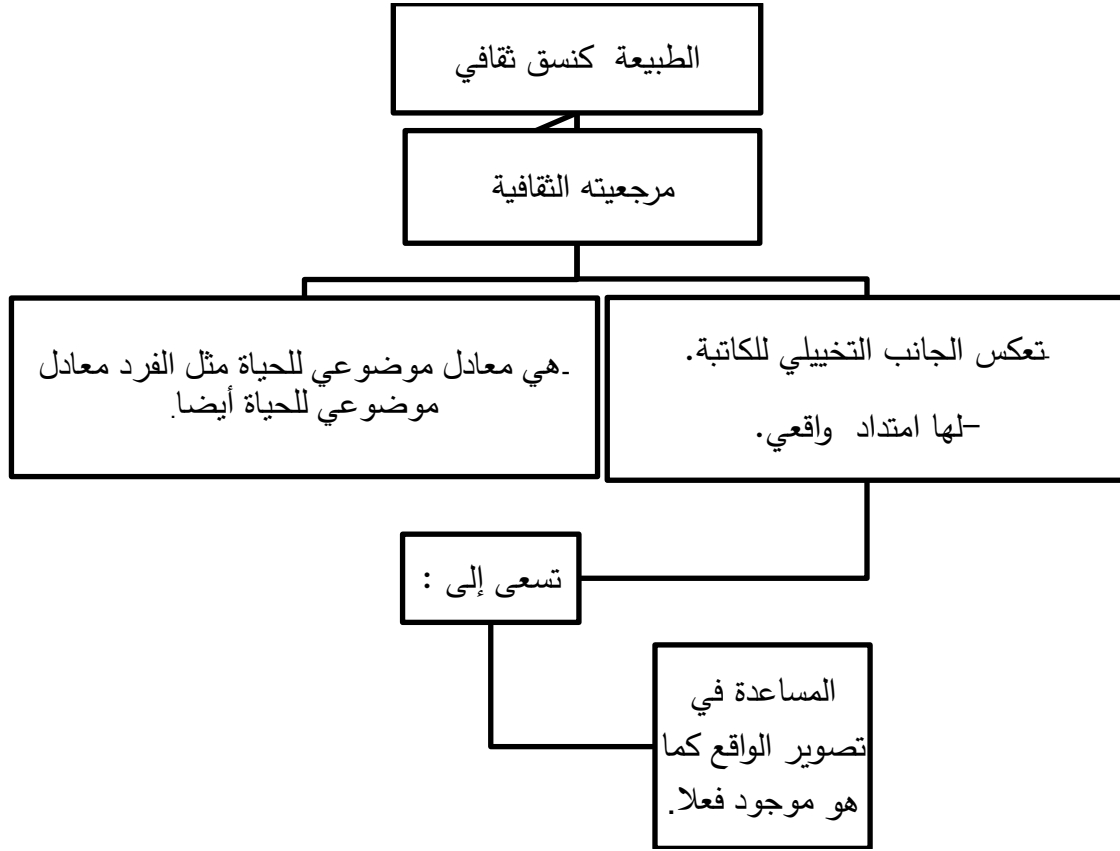 الطبيعة كنسق ثقافي
مرجعيته الثقافية
-تعكس الجانب التخييلي للكاتبة.
-لها امتداد واقعي.
-هي معادل موضوعي للحياة مثل الفرد معادل
موضوعي للحياة أيضا.
تسعى إلى :
المساعدة في
تصوير الواقع كما
هو موجود فعلا.